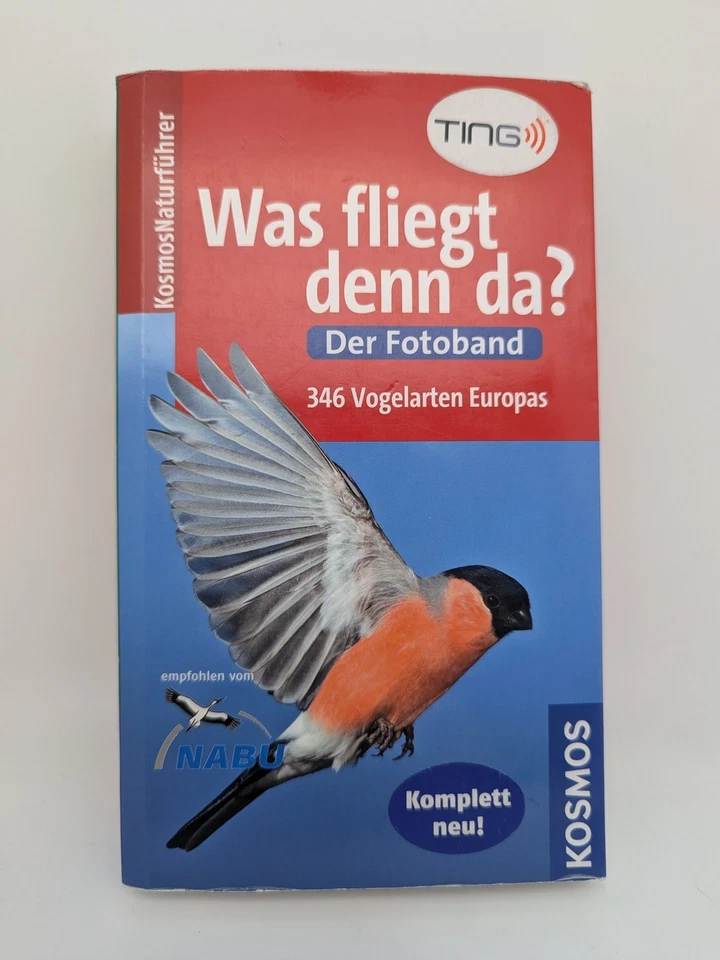 TING
KosmosNaturführer
Was fliegt
denn da?
Der Fotoband
346 Vogelarten Europas
empfohlen vom
NABU
Komplett
neu!
KOSMOS